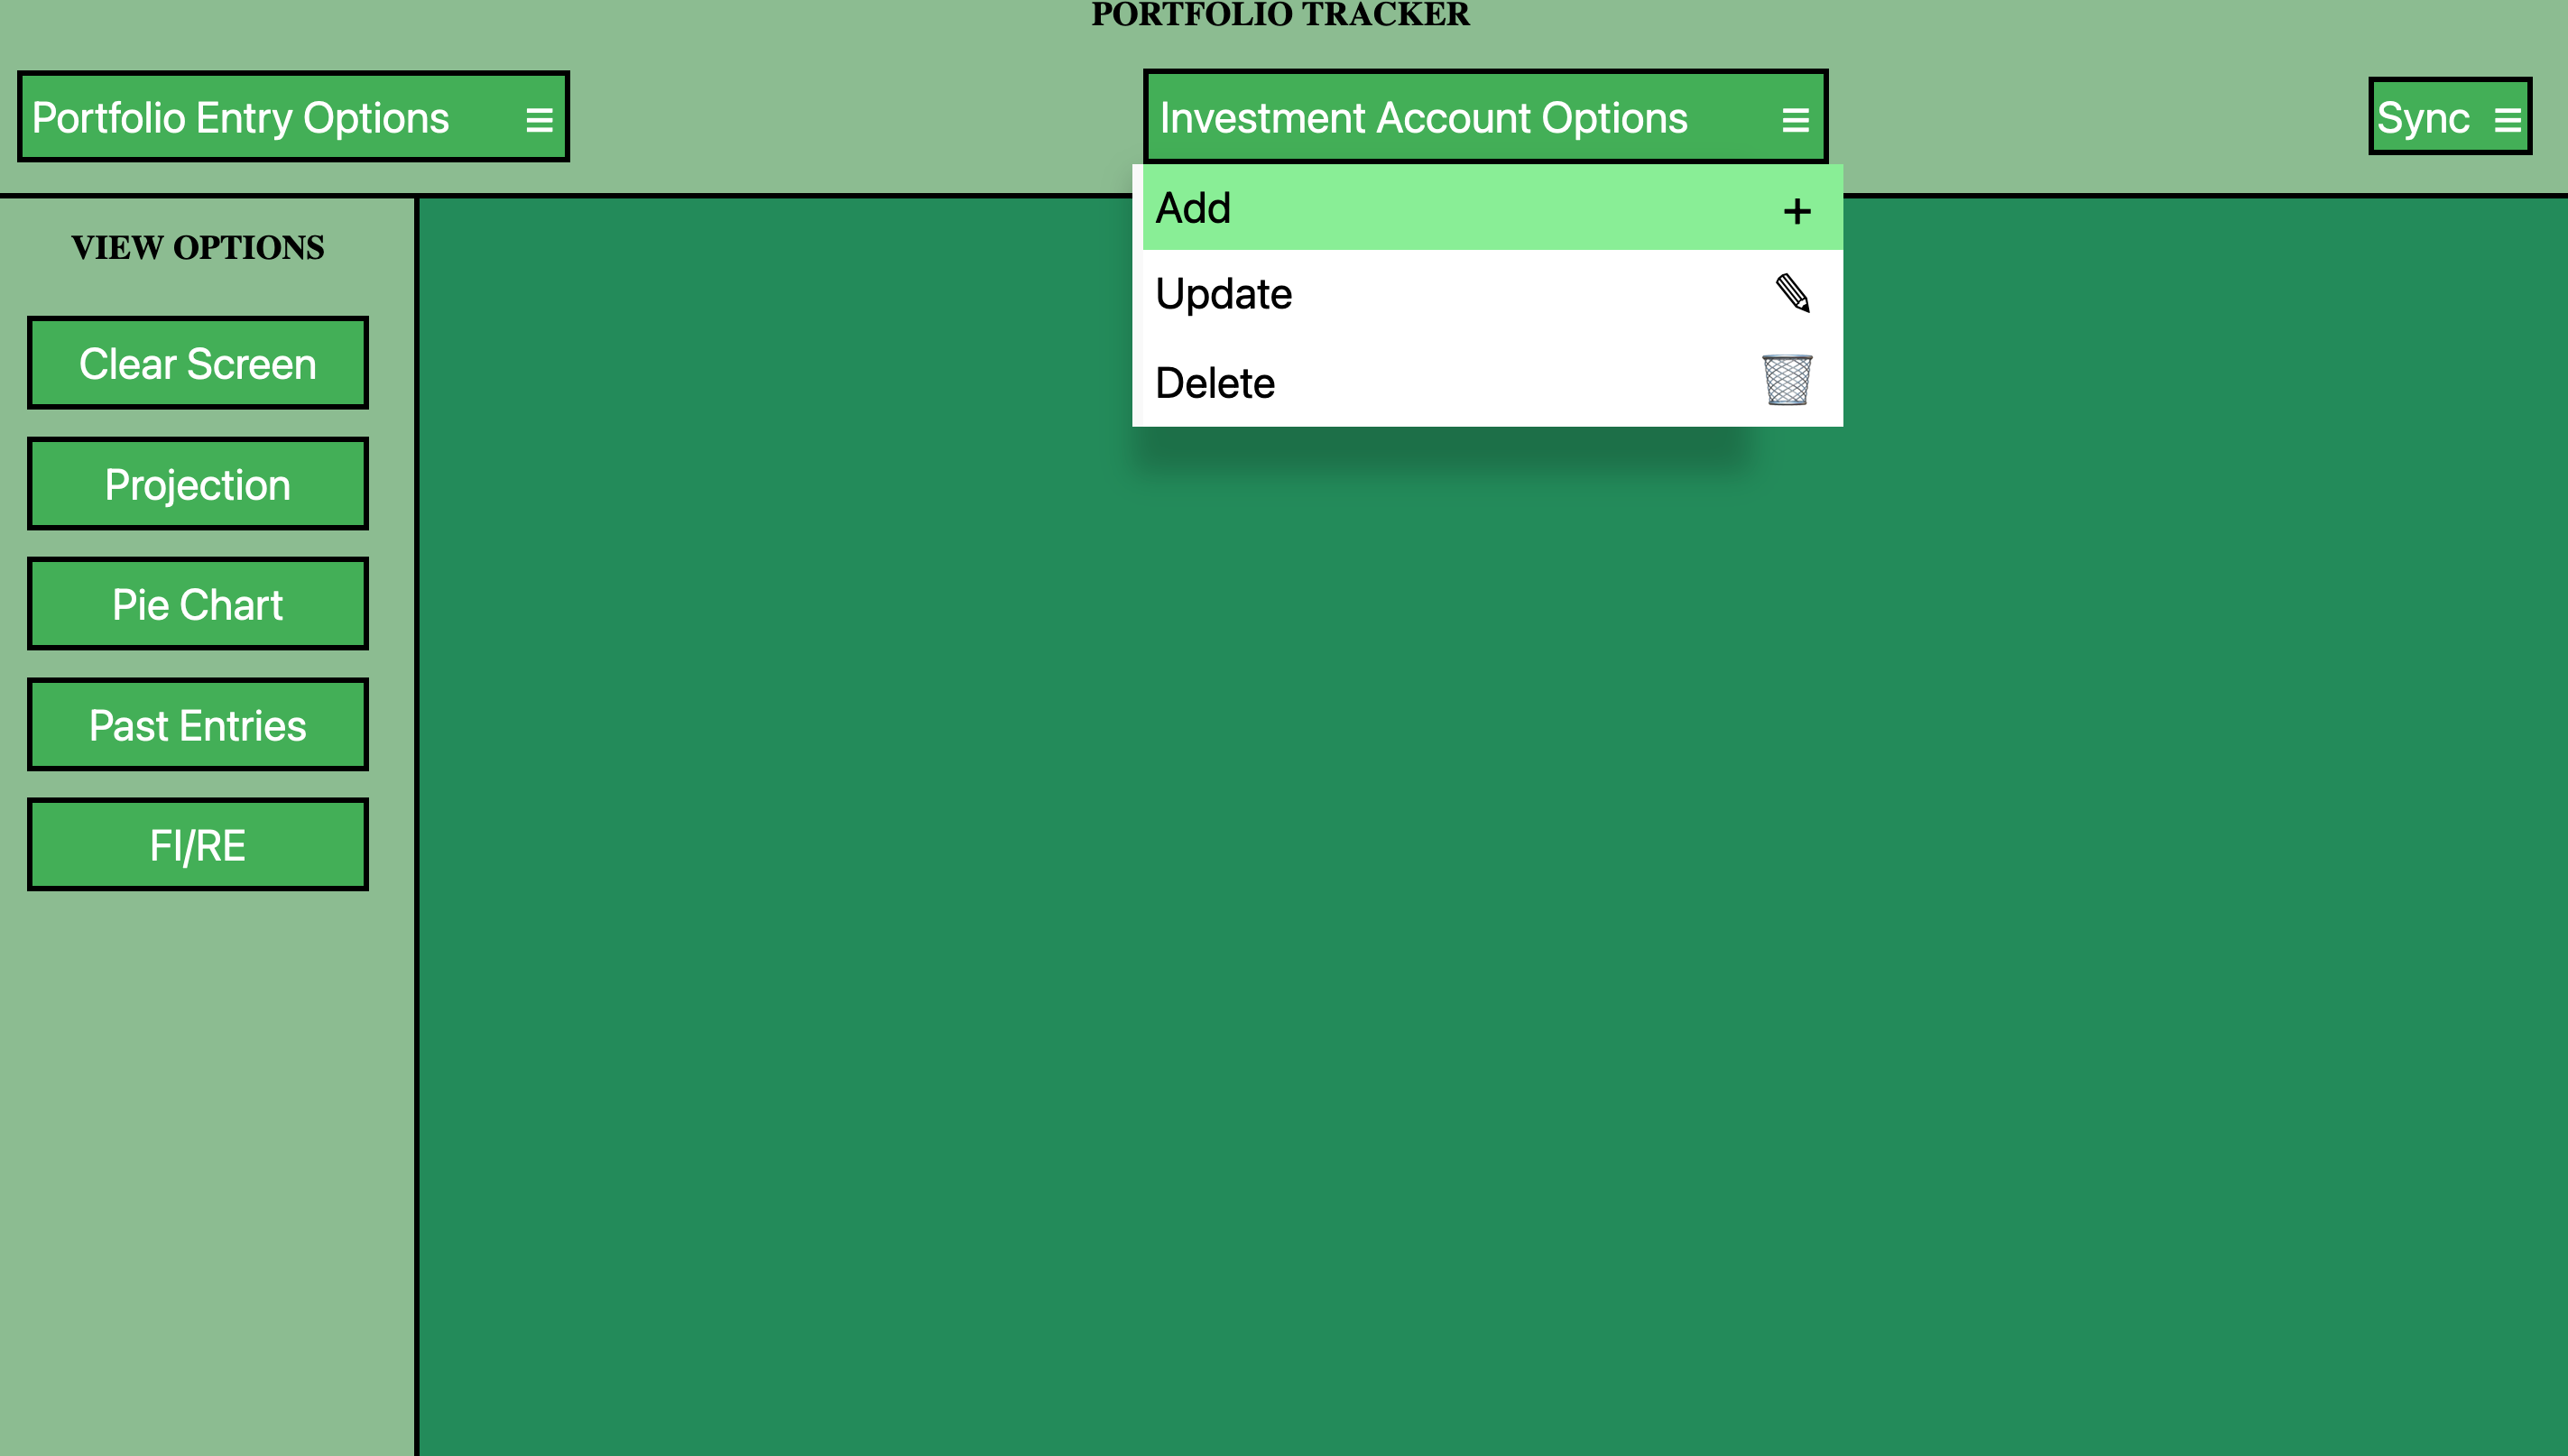 PORTFOLIO TRACKER
Portfolio Entry Options ≡
Investment Account Options ≡
Sync ≡
Add +
Update
Delete
VIEW OPTIONS
Clear Screen
Projection
Pie Chart
Past Entries
FI/RE